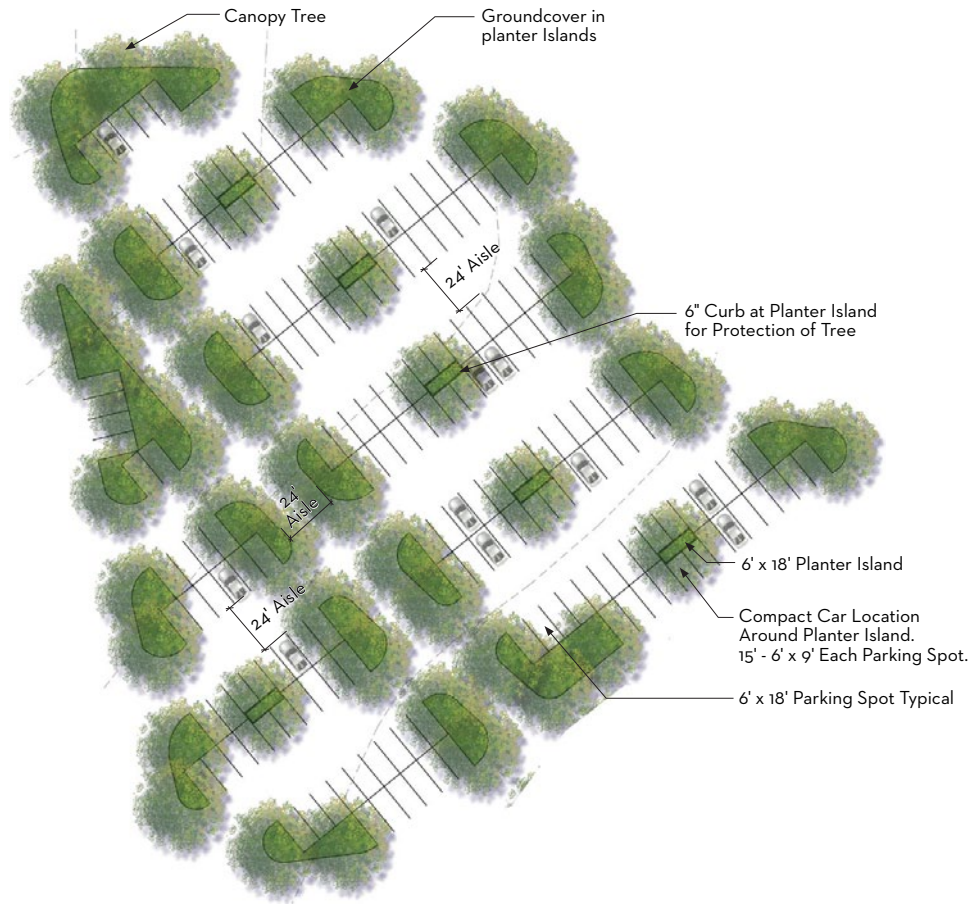 Canopy Tree
Groundcover in
planter Islands
24' Aisle
6" Curb at Planter Island
for Protection of Tree
24'
Aisle
24' Aisle
6' x 18' Planter Island
Compact Car Location
Around Planter Island.
15' - 6' x 9' Each Parking Spot.
6' x 18' Parking Spot Typical